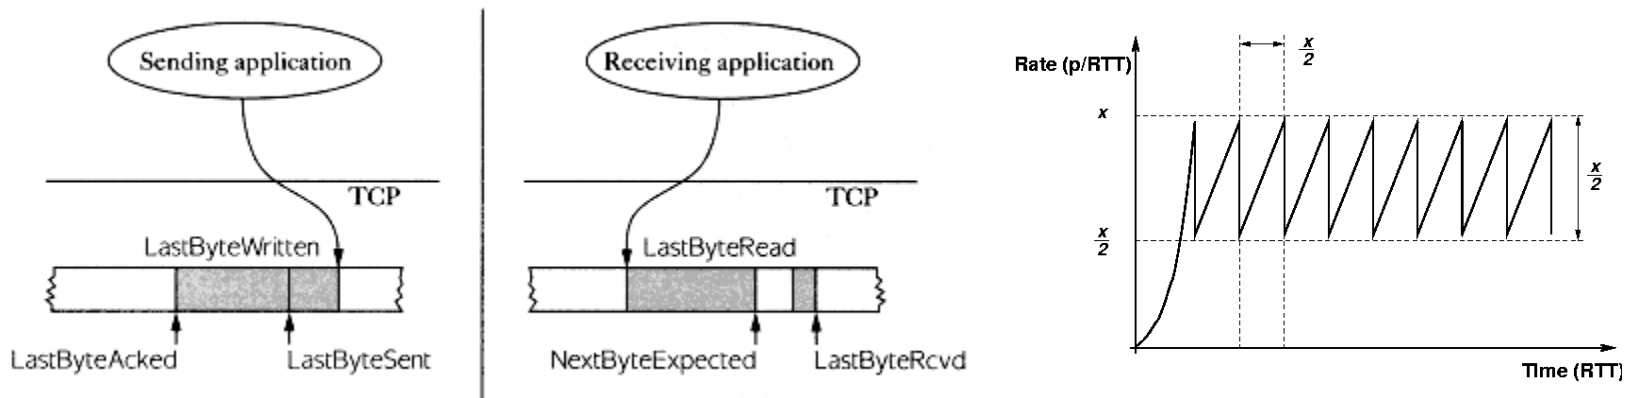 Sending application
TCP
LastByteWritten
LastByteAcked
LastByteSent
Receiving application
TCP
LastByteRead
NextByteExpected
LastByteRcvd
Rate (p/RTT)
x
2
x
x
2
x
2
Time (RTT)